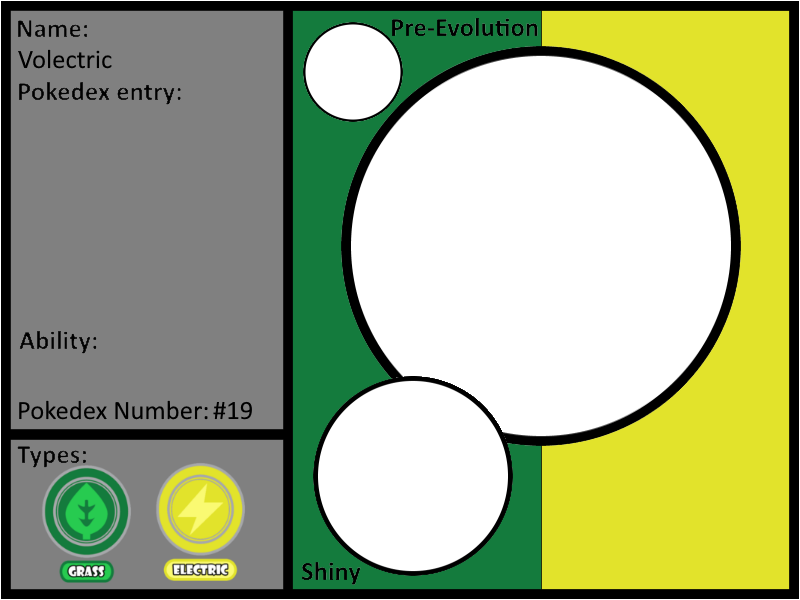 Name:
Volectric
Pokedex entry:
Ability:
Pokedex Number: #19
Types:
GRASS
ELECTRIC
Pre-Evolution
Shiny